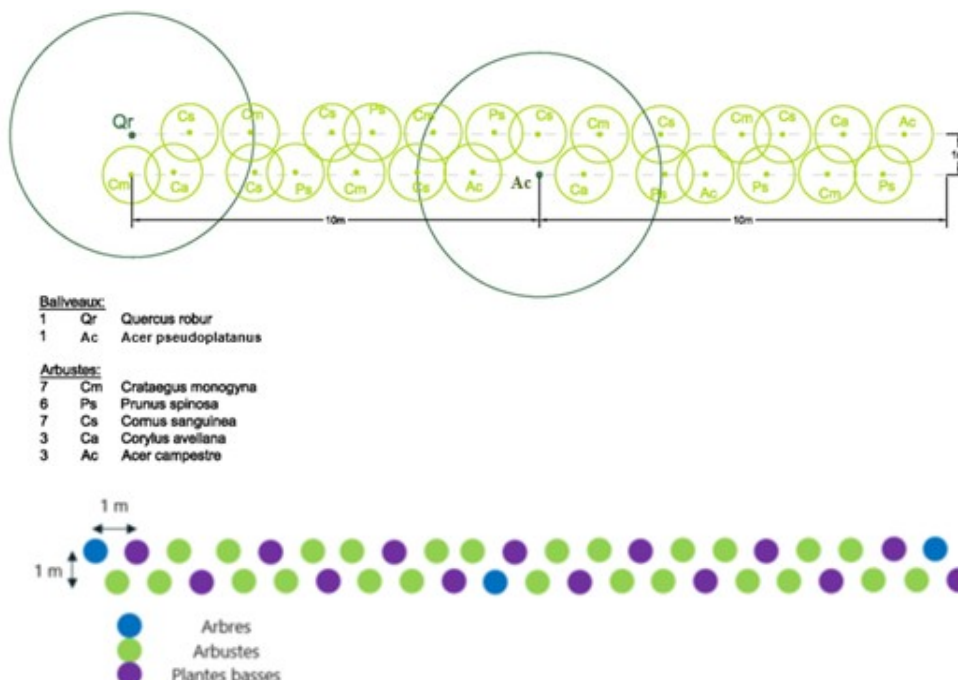 Cs Cm Cs Ps Cm Ps Cs Cm Cs Cm Cs Ca Ac
Qr
Cm Ca Cs Ps Cm Cs Ac Ac Ca Ps Ac Ps Cm Ps
10m 10m
Baliveaux:
1 Qr Quercus robur
1 Ac Acer pseudoplatanus
Arbustes:
7 Cm Crataegus monogyna
6 Ps Prunus spinosa
7 Cs Cornus sanguinea
3 Ca Corylus avellana
3 Ac Acer campestre
1 m
1 m
Arbres
Arbustes
Plantes basses